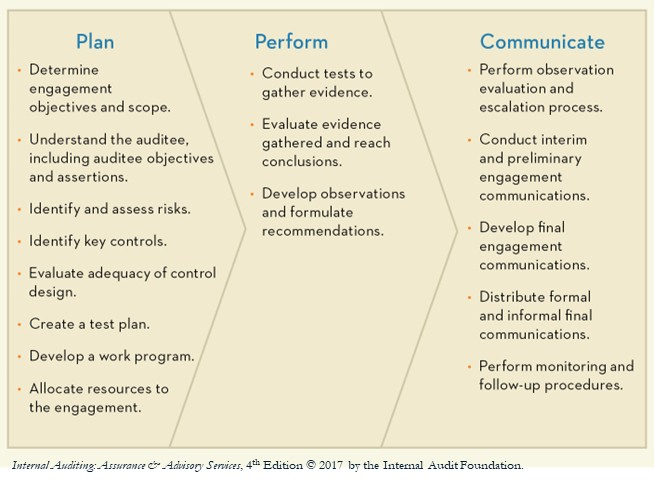 Plan
• Determine
engagement
objectives and scope.
• Understand the auditee,
including auditee objectives
and assertions.
• Identify and assess risks.
• Identify key controls.
• Evaluate adequacy of control
design.
• Create a test plan.
• Develop a work program.
• Allocate resources to
the engagement.
Perform
• Conduct tests to
gather evidence.
• Evaluate evidence
gathered and reach
conclusions.
• Develop observations
and formulate
recommendations.
Communicate
• Perform observation
evaluation and
escalation process.
• Conduct interim
and preliminary
engagement
communications.
• Develop final
engagement
communications.
• Distribute formal
and informal final
communications.
• Perform monitoring and
follow-up procedures.
Internal Auditing: Assurance & Advisory Services, 4th Edition © 2017 by the Internal Audit Foundation.